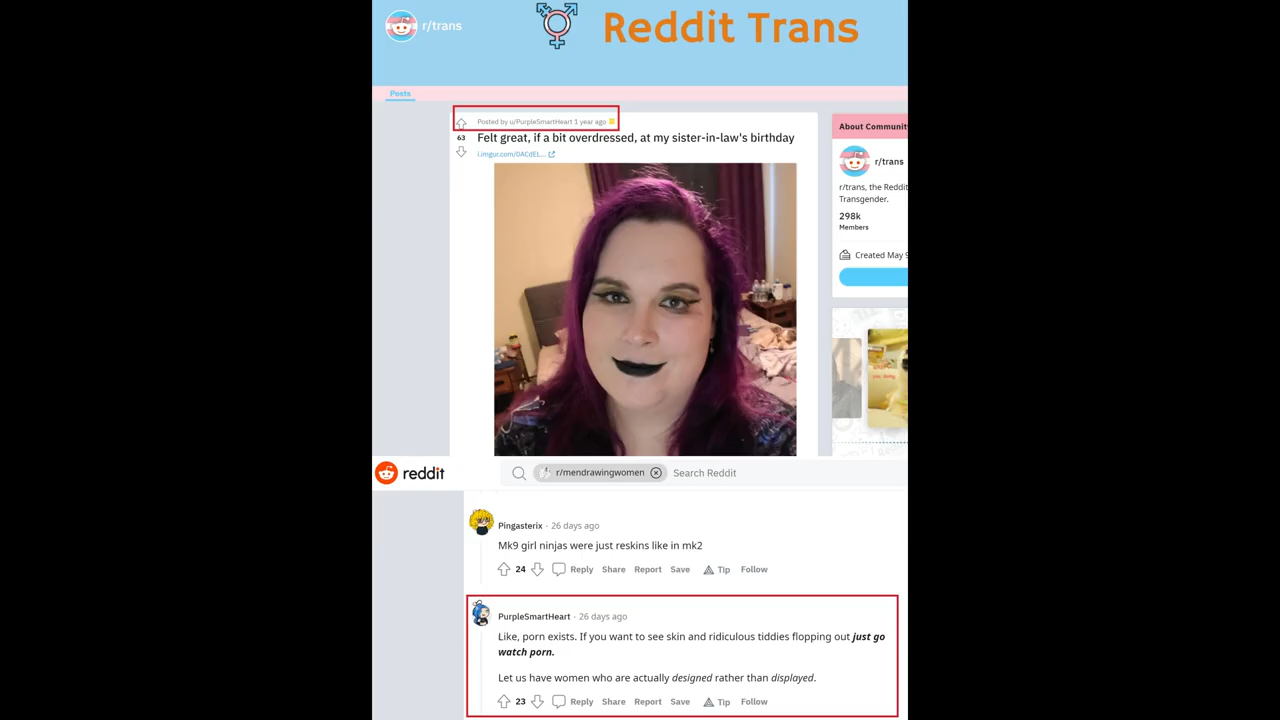 r/trans
Reddit Trans
Posts
Posted by u/PurpleSmartHeart 1 year ago
63
Felt great, if a bit overdressed, at my sister-in-law's birthday
i.imgur.com/0ACdEL...
About Communit
r/trans
r/trans, the Reddit
Transgender.
298k
Members
Created May 9
reddit
r/mendrawingwomen
Search Reddit
Pingasterix · 26 days ago
Mk9 girl ninjas were just reskins like in mk2
24 Reply Share Report Save Tip Follow
PurpleSmartHeart · 26 days ago
Like, porn exists. If you want to see skin and ridiculous tiddies flopping out just go
watch porn.
Let us have women who are actually designed rather than displayed.
23 Reply Share Report Save Tip Follow